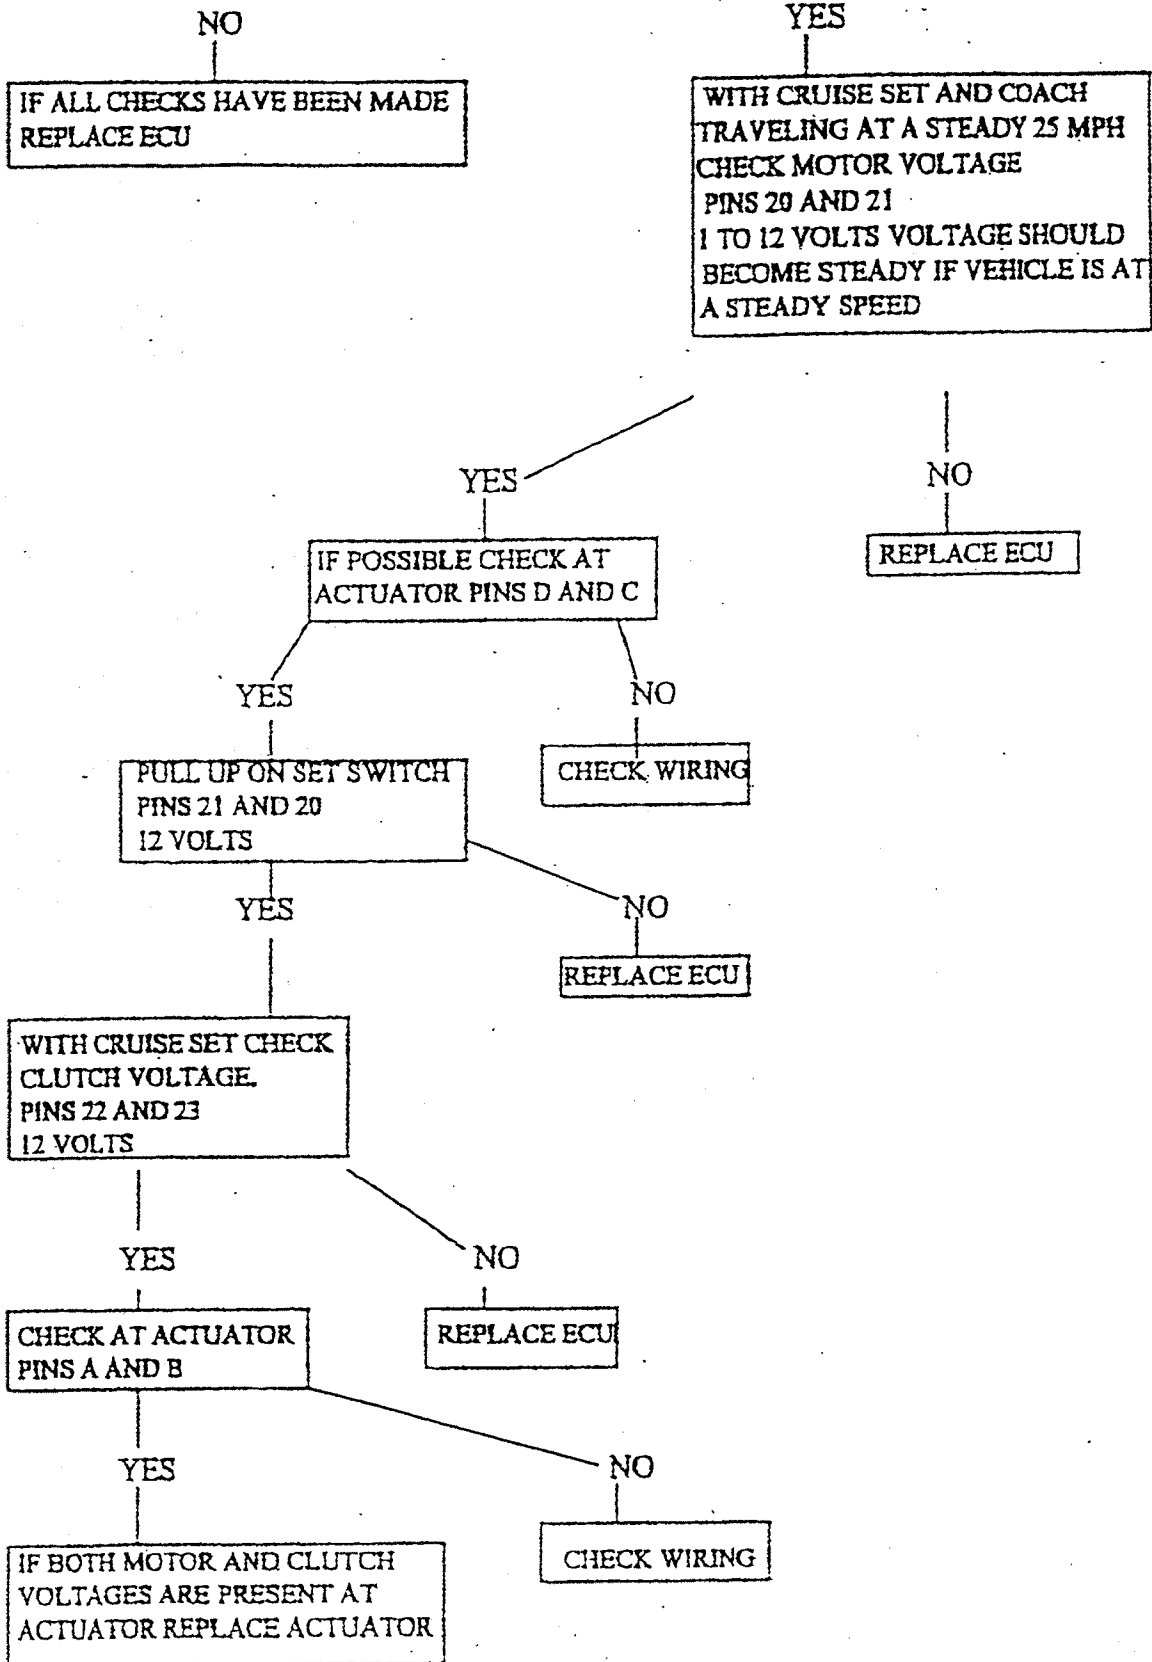 NO
IF ALL CHECKS HAVE BEEN MADE
REPLACE ECU
YES
WITH CRUISE SET AND COACH
TRAVELING AT A STEADY 25 MPH
CHECK MOTOR VOLTAGE
PINS 20 AND 21
1 TO 12 VOLTS VOLTAGE SHOULD
BECOME STEADY IF VEHICLE IS AT
A STEADY SPEED
YES
NO
IF POSSIBLE CHECK AT
ACTUATOR PINS D AND C
REPLACE ECU
YES
NO
PULL UP ON SET SWITCH
PINS 21 AND 20
12 VOLTS
CHECK WIRING
YES
NO
REPLACE ECU
WITH CRUISE SET CHECK
CLUTCH VOLTAGE.
PINS 22 AND 23
12 VOLTS
YES
NO
CHECK AT ACTUATOR
PINS A AND B
REPLACE ECU
YES
NO
IF BOTH MOTOR AND CLUTCH
VOLTAGES ARE PRESENT AT
ACTUATOR REPLACE ACTUATOR
CHECK WIRING